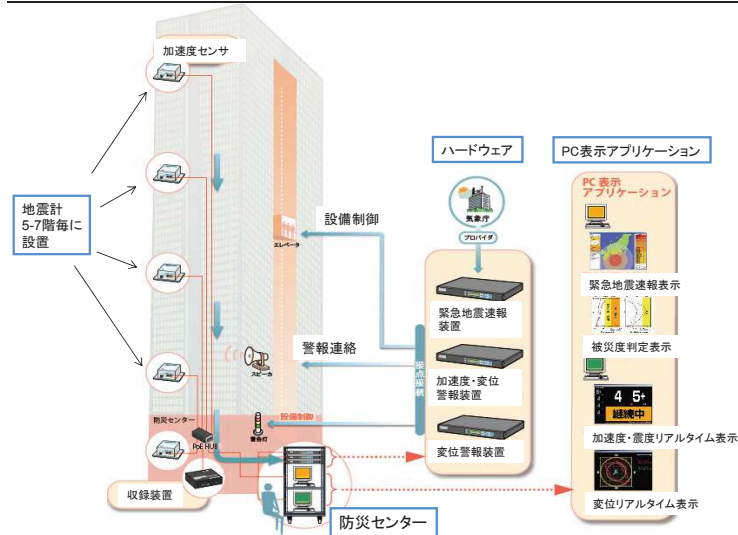 加速度センサ
地震計
5-7階毎に
設置
設備制御
エレベータ
警報連絡
スピーカ
防災センター
設備制御
警告灯
PoE HUB
収録装置
防災センター
ハードウェア
気象庁
プロバイダ
緊急地震速報
装置
加速度・変位
警報装置
変位警報装置
接点接続
PC表示アプリケーション
PC 表示
アプリケーション
緊急地震速報表示
被災度判定表示
4 5+
継続中
加速度・震度リアルタイム表示
変位リアルタイム表示